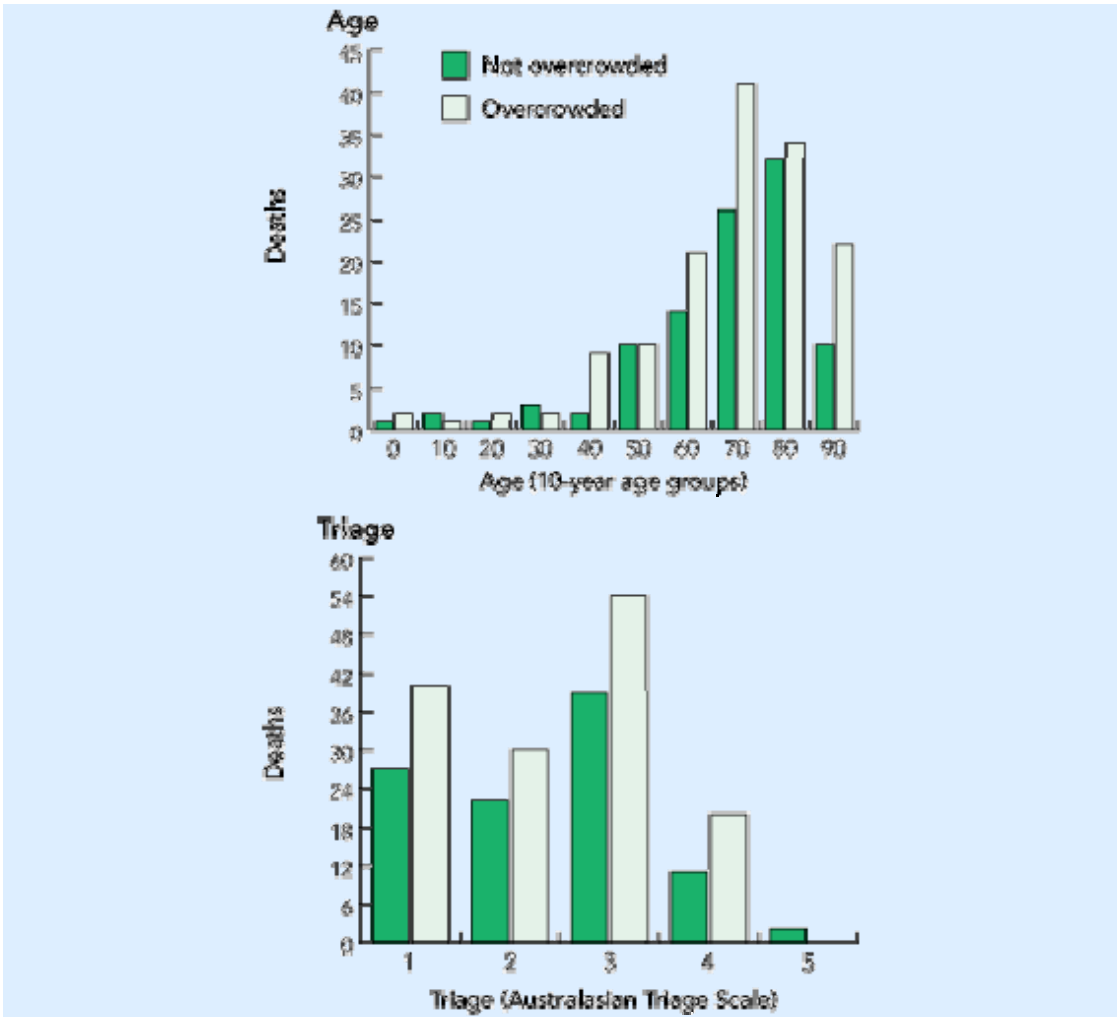 Age
45
40
35
30
25
20
15
10
5
0
Deaths
Not overcrowded
Overcrowded
0 10 20 30 40 50 60 70 80 90
Age (10-year age groups)
Triage
60
54
48
42
36
30
24
18
12
6
0
Deaths
1 2 3 4 5
Triage (Australasian Triage Scale)